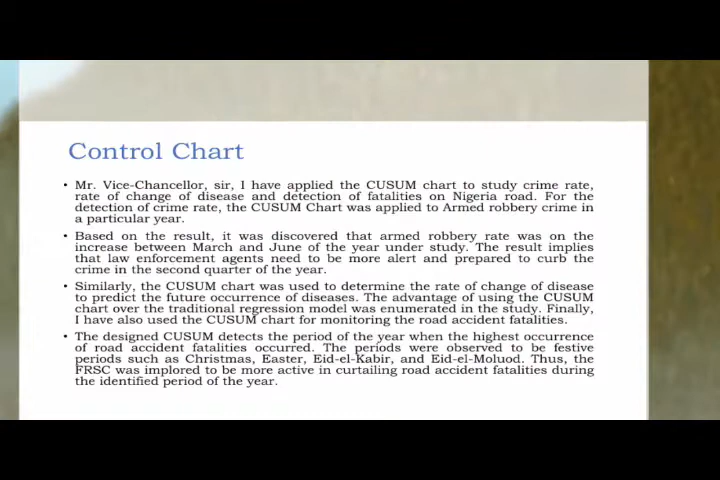 Control Chart
• Mr. Vice-Chancellor, sir, I have applied the CUSUM chart to study crime rate,
rate of change of disease and detection of fatalities on Nigeria road. For the
detection of crime rate, the CUSUM Chart was applied to Armed robbery crime in
a particular year.
• Based on the result, it was discovered that armed robbery rate was on the
increase between March and June of the year under study. The result implies
that law enforcement agents need to be more alert and prepared to curb the
crime in the second quarter of the year.
• Similarly, the CUSUM chart was used to determine the rate of change of disease
to predict the future occurrence of diseases. The advantage of using the CUSUM
chart over the traditional regression model was enumerated in the study. Finally,
I have also used the CUSUM chart for monitoring the road accident fatalities.
• The designed CUSUM detects the period of the year when the highest occurrence
of road accident fatalities occurred. The periods were observed to be festive
periods such as Christmas, Easter, Eid-el-Kabir, and Eid-el-Moluod. Thus, the
FRSC was implored to be more active in curtailing road accident fatalities during
the identified period of the year.